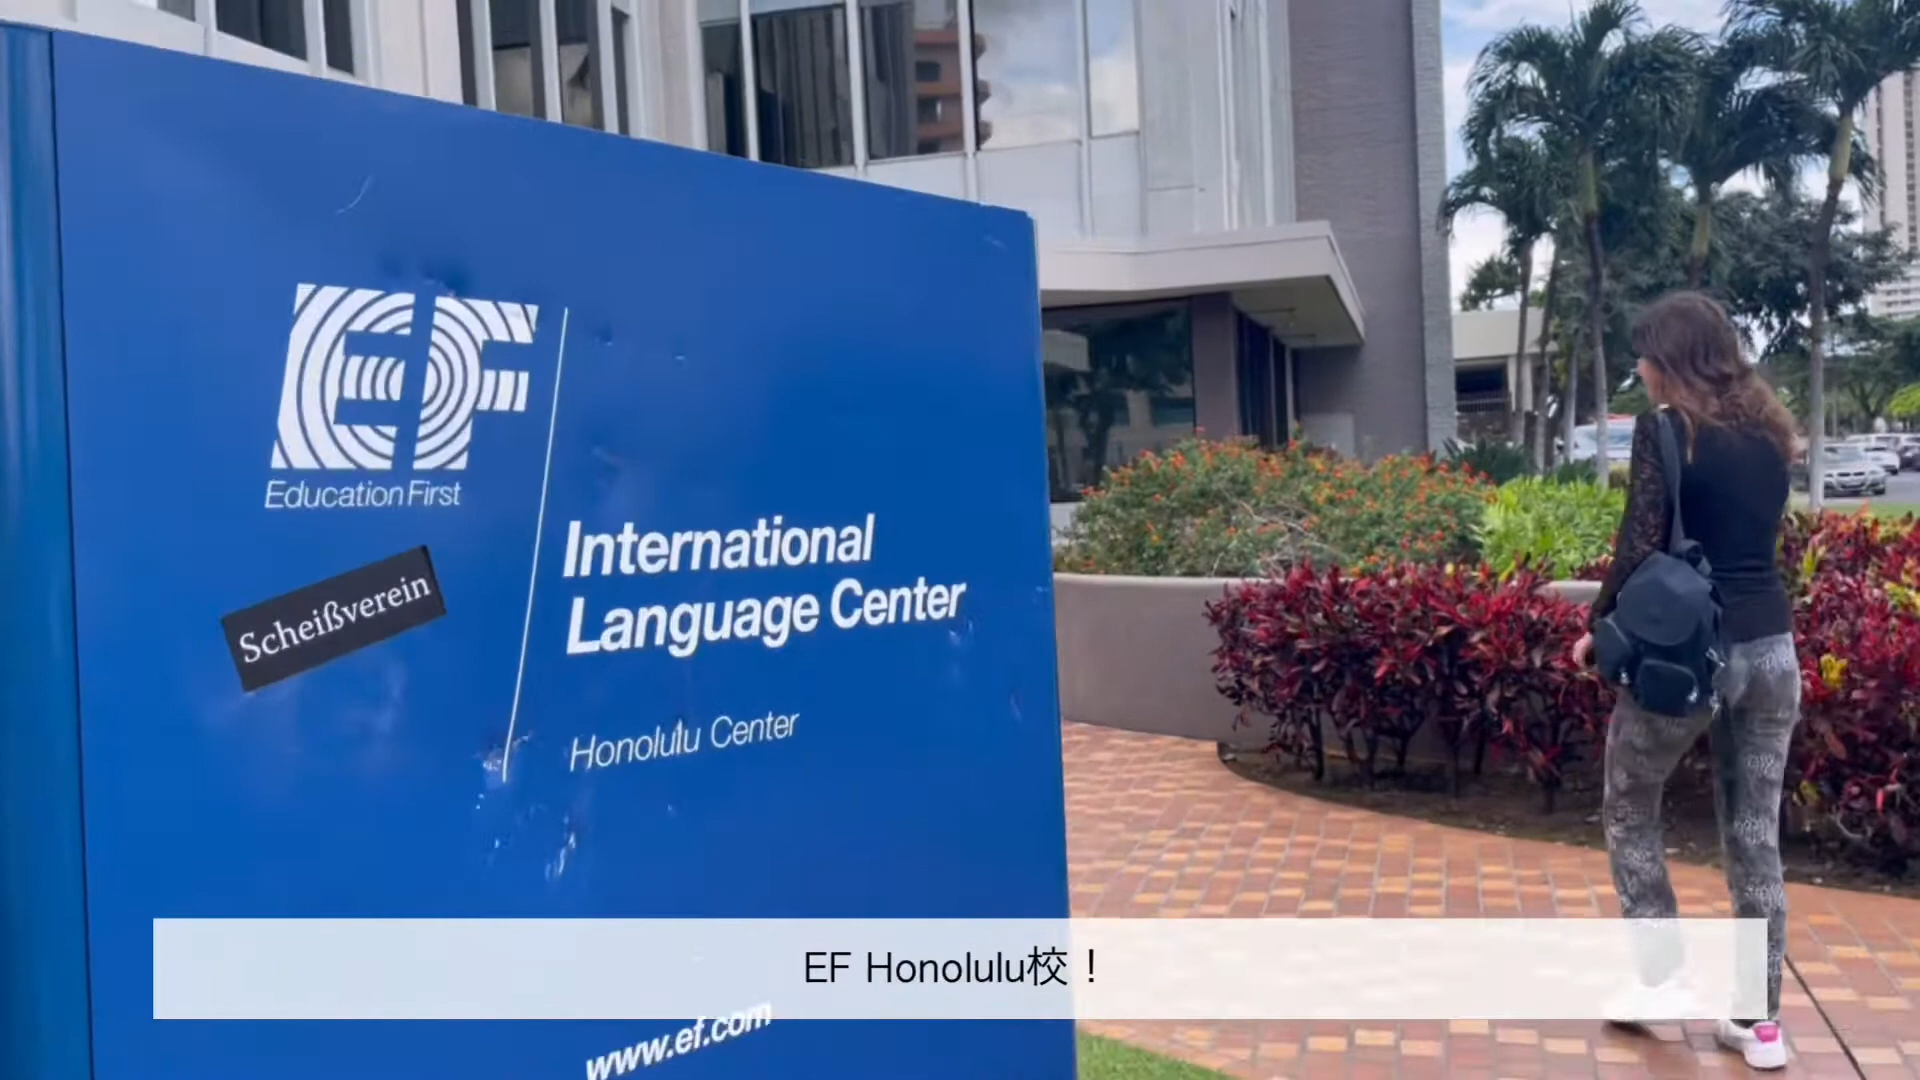 EF
Education First
International
Language Center
Scheißverein
Honolulu Center
EF Honolulu校！
www.ef.com